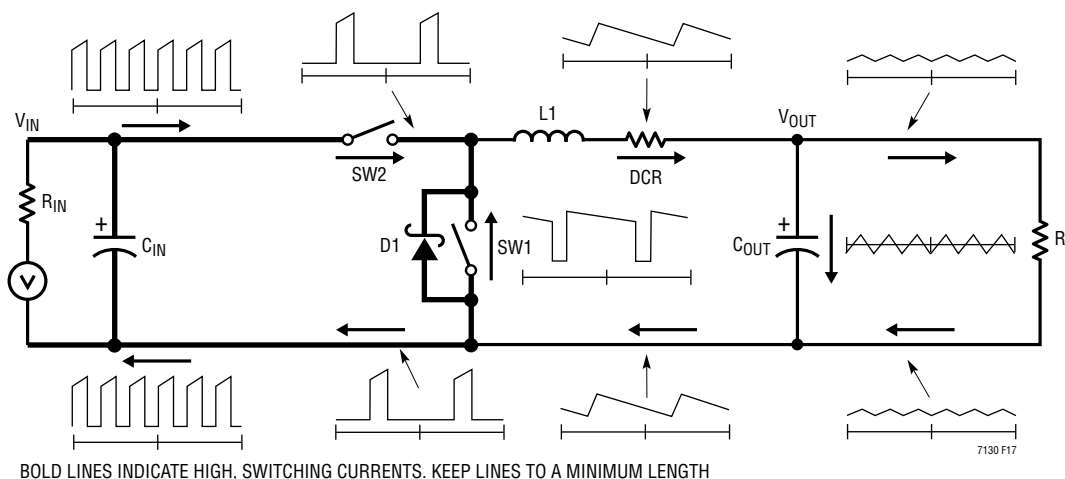 VIN
RIN
+
CIN
SW2
D1
SW1
L1
DCR
VOUT
+
COUT
R
V
7130 F17
BOLD LINES INDICATE HIGH, SWITCHING CURRENTS. KEEP LINES TO A MINIMUM LENGTH